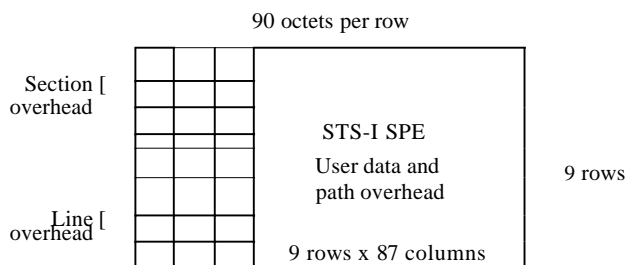 90 octets per row
Section [
overhead
STS-I SPE
User data and
path overhead
9 rows
Line [
overhead
9 rows x 87 columns